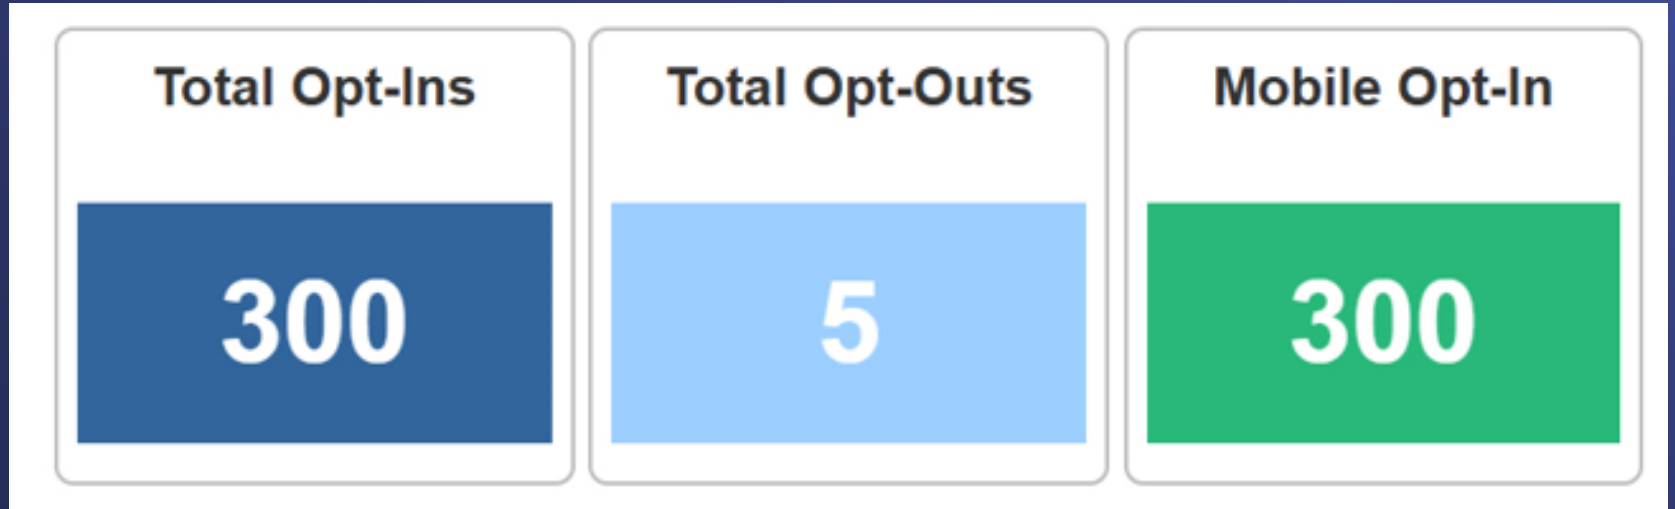 Total Opt-Ins
300
Total Opt-Outs
5
Mobile Opt-In
300